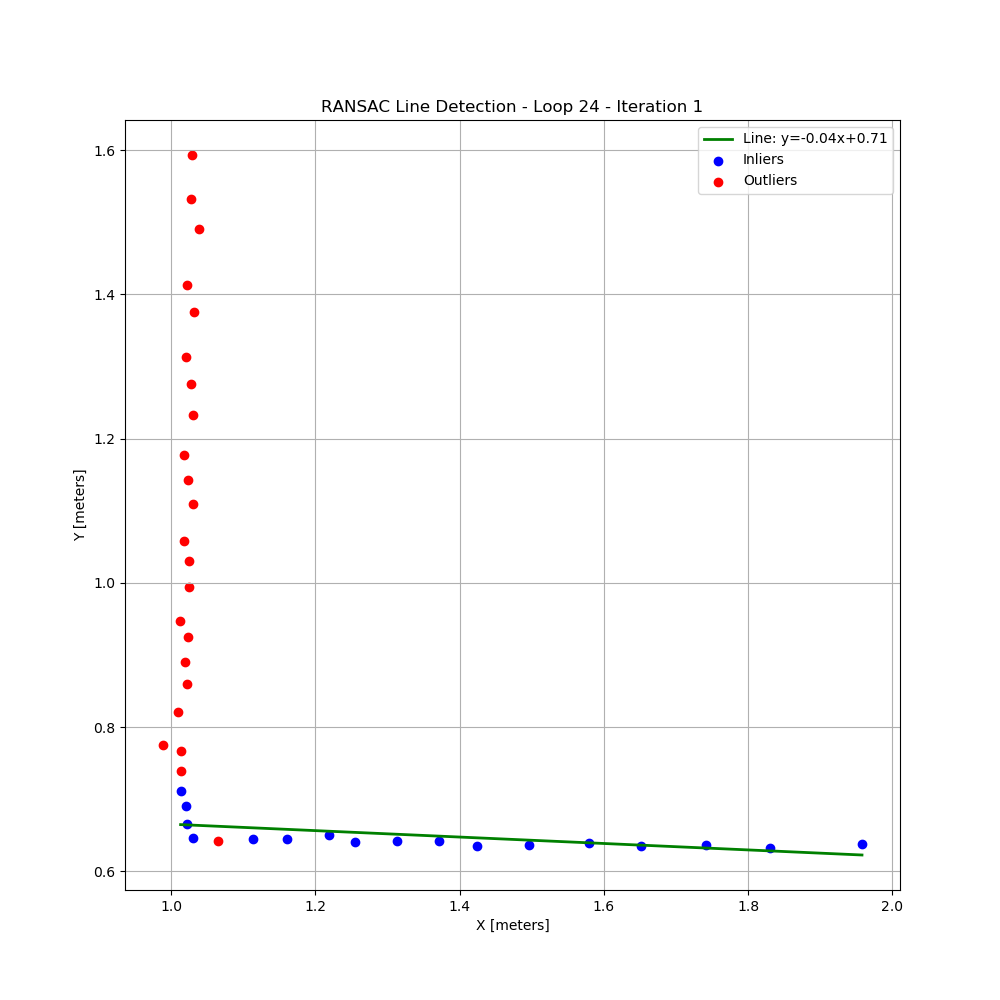 RANSAC Line Detection - Loop 24 - Iteration 1
Line: y=-0.04x+0.71
Inliers
Outliers
1.6
1.4
1.2
1.0
0.8
0.6
Y [meters]
1.0 1.2 1.4 1.6 1.8 2.0
X [meters]